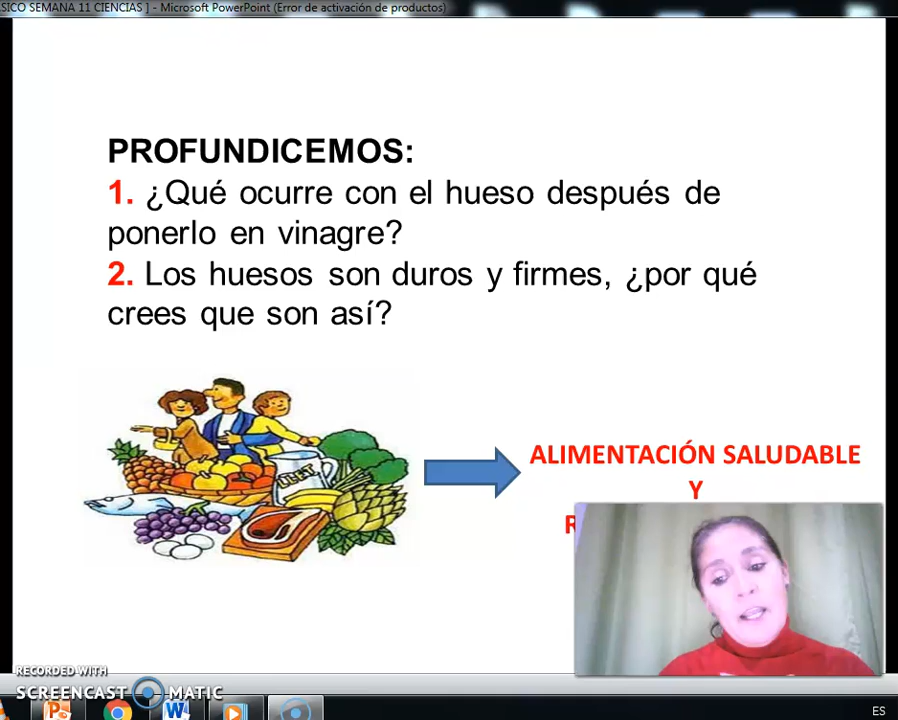 SICO SEMANA 11 CIENCIAS ] - Microsoft PowerPoint (Error de activación de productos)
PROFUNDICEMOS:
1. ¿Qué ocurre con el hueso después de
ponerlo en vinagre?
2. Los huesos son duros y firmes, ¿por qué
crees que son así?
LLET
ALIMENTACIÓN SALUDABLE
Y
R
RECORDED WITH
SCREENCAST MATIC
ES